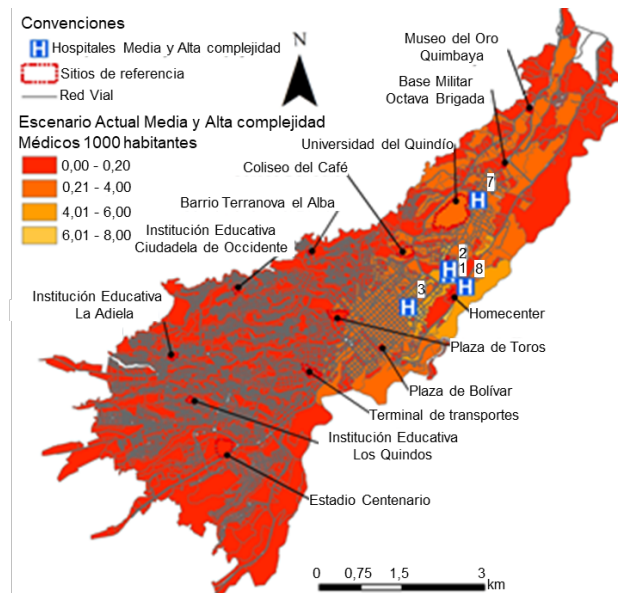 Convenciones
H Hospitales Media y Alta complejidad
Sitios de referencia
Red Vial
Escenario Actual Media y Alta complejidad
Médicos 1000 habitantes
0,00 - 0,20
0,21 - 4,00
4,01 - 6,00
6,01 - 8,00
N
Museo del Oro
Quimbaya
Base Militar
Octava Brigada
Universidad del Quindío
Coliseo del Café
Barrio Terranova el Alba
Institución Educativa
Ciudadela de Occidente
Institución Educativa
La Adiela
H 7
2
H 1 8
H
3
H
Homecenter
Plaza de Toros
Plaza de Bolívar
Terminal de transportes
Institución Educativa
Los Quindos
Estadio Centenario
0 0,75 1,5 3
km